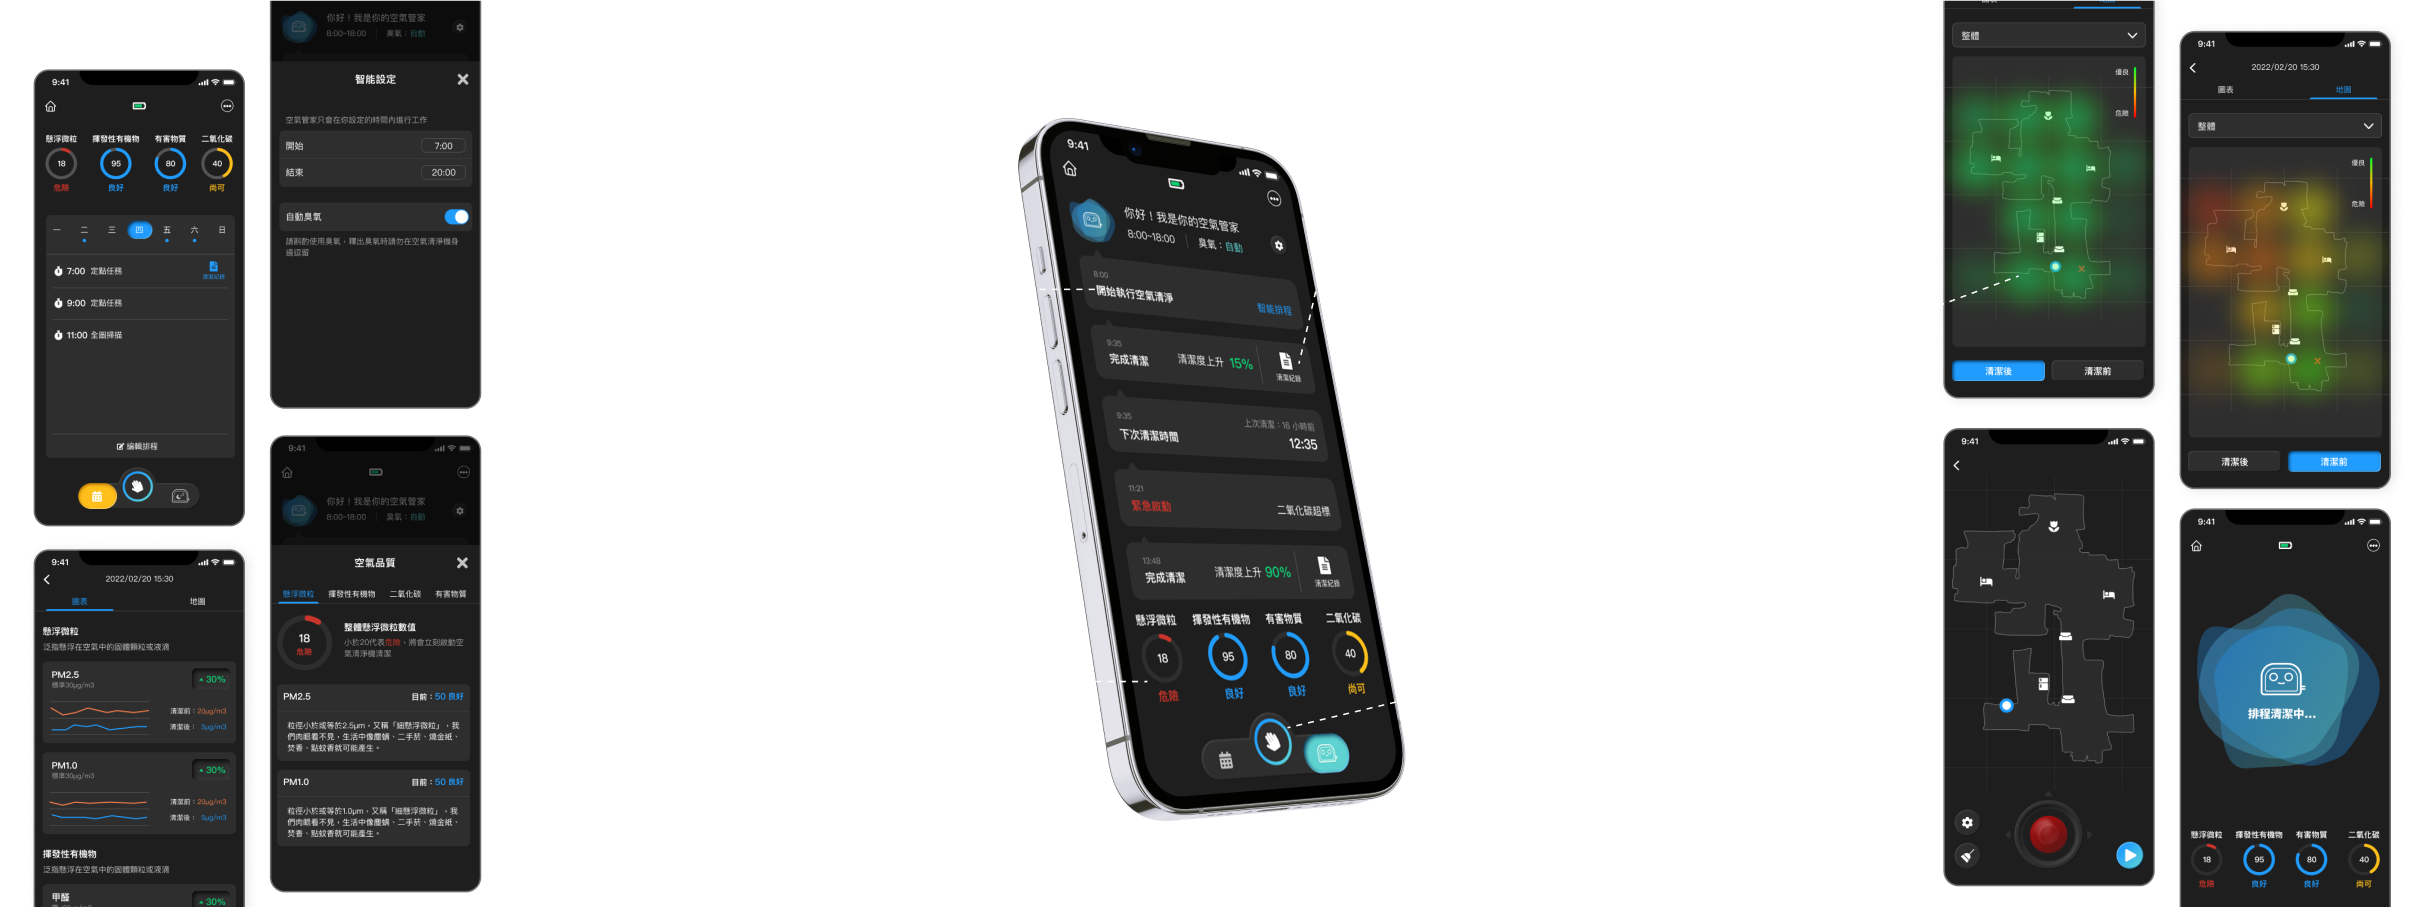 9:41
懸浮微粒 揮發性有機物 有害物質 二氧化碳
18 95 80 40
危險 良好 良好 尚可
一 二 三 四 五 六 日
7:00 定點任務
清潔紀錄
9:00 定點任務
11:00 全圖掃描
編輯排程
9:41
2022/02/20 15:30
圖表 地圖
懸浮微粒
泛指懸浮在空氣中的固體顆粒或液滴
PM2.5
標準30μg/m3
30%
清潔前：20μg/m3
清潔後： 5μg/m3
PM1.0
標準30μg/m3
30%
清潔前：20μg/m3
清潔後： 5μg/m3
揮發性有機物
泛指懸浮在空氣中的固體顆粒或液滴
甲醛
30%
你好！我是你的空氣管家
8:00~18:00 臭氧：自動
智能設定
空氣管家只會在你設定的時間內進行工作
開始 7:00
結束 20:00
自動臭氧
請斟酌使用臭氧，釋出臭氧時請勿在空氣清淨機身
邊逗留
9:41
你好！我是你的空氣管家
8:00~18:00 臭氧：自動
空氣品質
懸浮微粒 揮發性有機物 二氧化碳 有害物質
18
危險
整體懸浮微粒數值
小於20代表危險，將會立刻啟動空
氣清淨機清潔
PM2.5 目前：50 良好
粒徑小於或等於2.5μm，又稱「細懸浮微粒」，我
們肉眼看不見，生活中像塵蟎、二手菸、燒金紙、
焚香、點蚊香就可能產生。
PM1.0 目前：50 良好
粒徑小於或等於1.0μm，又稱「細懸浮微粒」，我
們肉眼看不見，生活中像塵蟎、二手菸、燒金紙、
焚香、點蚊香就可能產生。
9:41
你好！我是你的空氣管家
8:00~18:00 臭氧：自動
8:00
開始執行空氣清淨
智能排程
9:35
完成清潔 清潔度上升 15%
清潔紀錄
9:35
下次清潔時間
上次清潔：16 小時前
12:35
11:21
緊急啟動
二氧化碳超標
13:48
完成清潔 清潔度上升 90%
清潔紀錄
懸浮微粒 揮發性有機物 有害物質 二氧化碳
18 95 80 40
危險 良好 良好 尚可
整體
優良
危險
清潔後 清潔前
9:41
9:41
2022/02/20 15:30
圖表 地圖
整體
優良
危險
清潔後 清潔前
9:41
排程清潔中...
懸浮微粒 揮發性有機物 有害物質 二氧化碳
18 95 80 40
危險 良好 良好 尚可